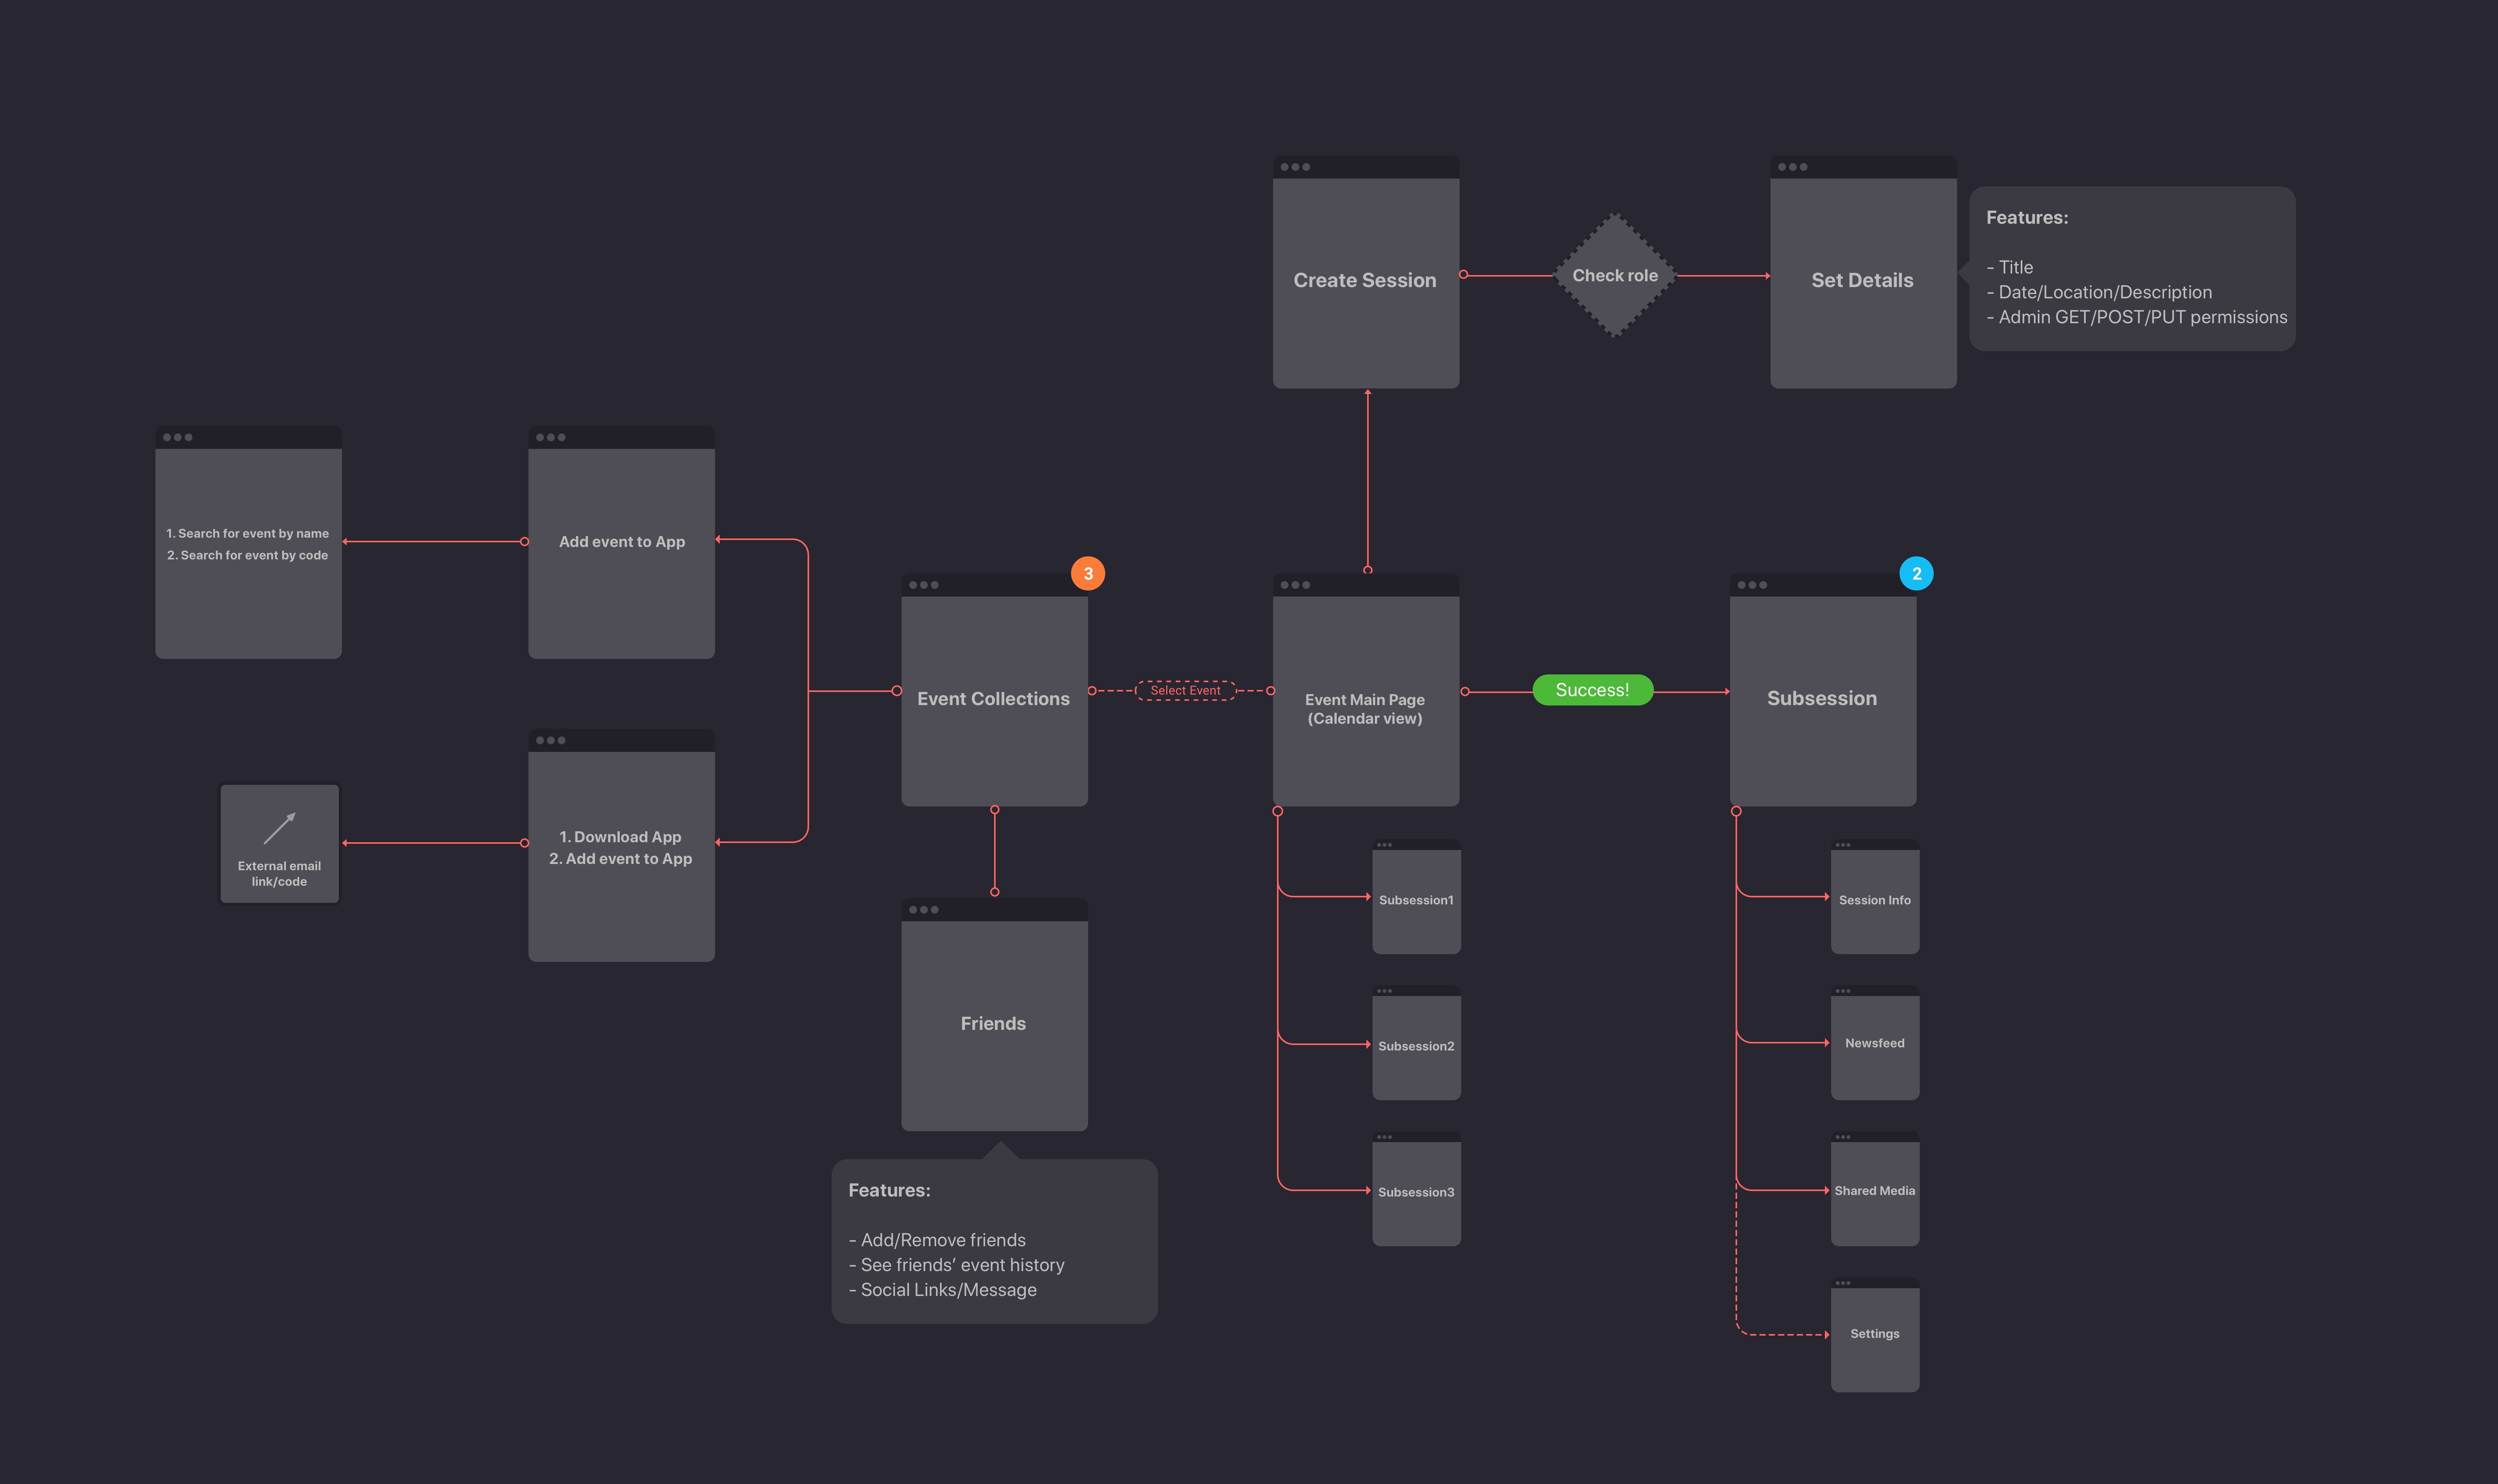 Create Session
Check role
Set Details
Features:
- Title
- Date/Location/Description
- Admin GET/POST/PUT permissions
1. Search for event by name
2. Search for event by code
Add event to App
3
Event Collections
Select Event
Event Main Page
(Calendar view)
Success!
2
Subsession
External email
link/code
1. Download App
2. Add event to App
Friends
Features:
- Add/Remove friends
- See friends’ event history
- Social Links/Message
Subsession1
Subsession2
Subsession3
Session Info
Newsfeed
Shared Media
Settings